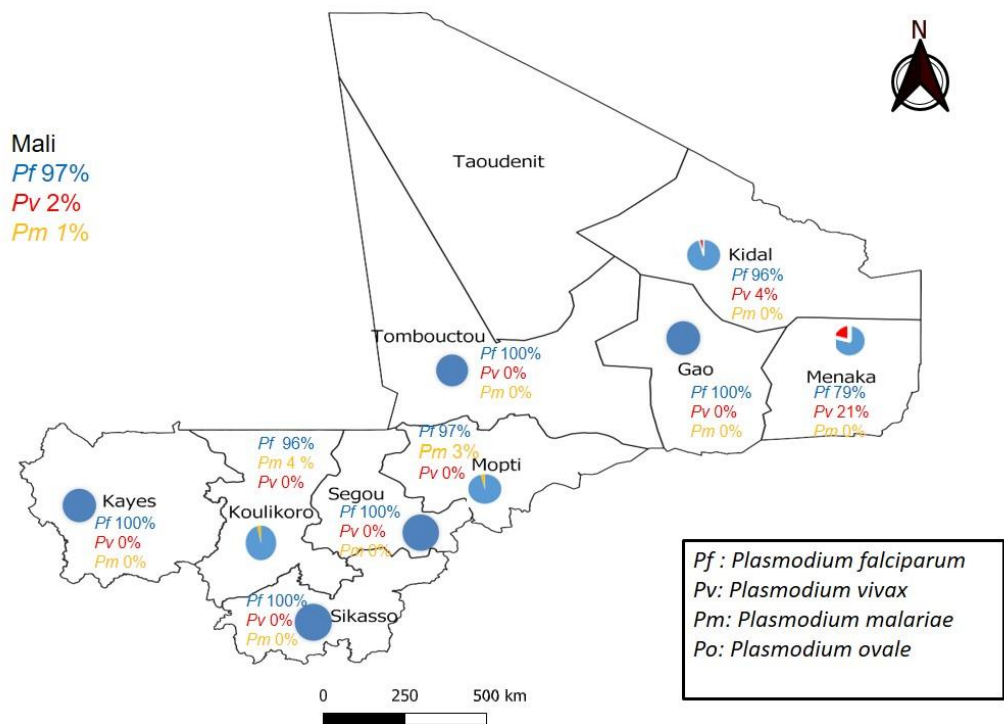 N
Mali
Pf 97%
Pv 2%
Pm 1%
Taoudenit
Kidal
Pf 96%
Pv 4%
Pm 0%
Tombouctou
Pf 100%
Pv 0%
Pm 0%
Gao
Pf 100%
Pv 0%
Pm 0%
Menaka
Pf 79%
Pv 21%
Pm 0%
Pf 97%
Pm 3%
Pv 0%
Mopti
Pf 96%
Pm 4 %
Pv 0%
Koulikoro
Segou
Pf 100%
Pv 0%
Pm 0%
Kayes
Pf 100%
Pv 0%
Pm 0%
Pf 100%
Pv 0%
Pm 0%
Sikasso
Pf : Plasmodium falciparum
Pv: Plasmodium vivax
Pm: Plasmodium malariae
Po: Plasmodium ovale
0 250 500 km